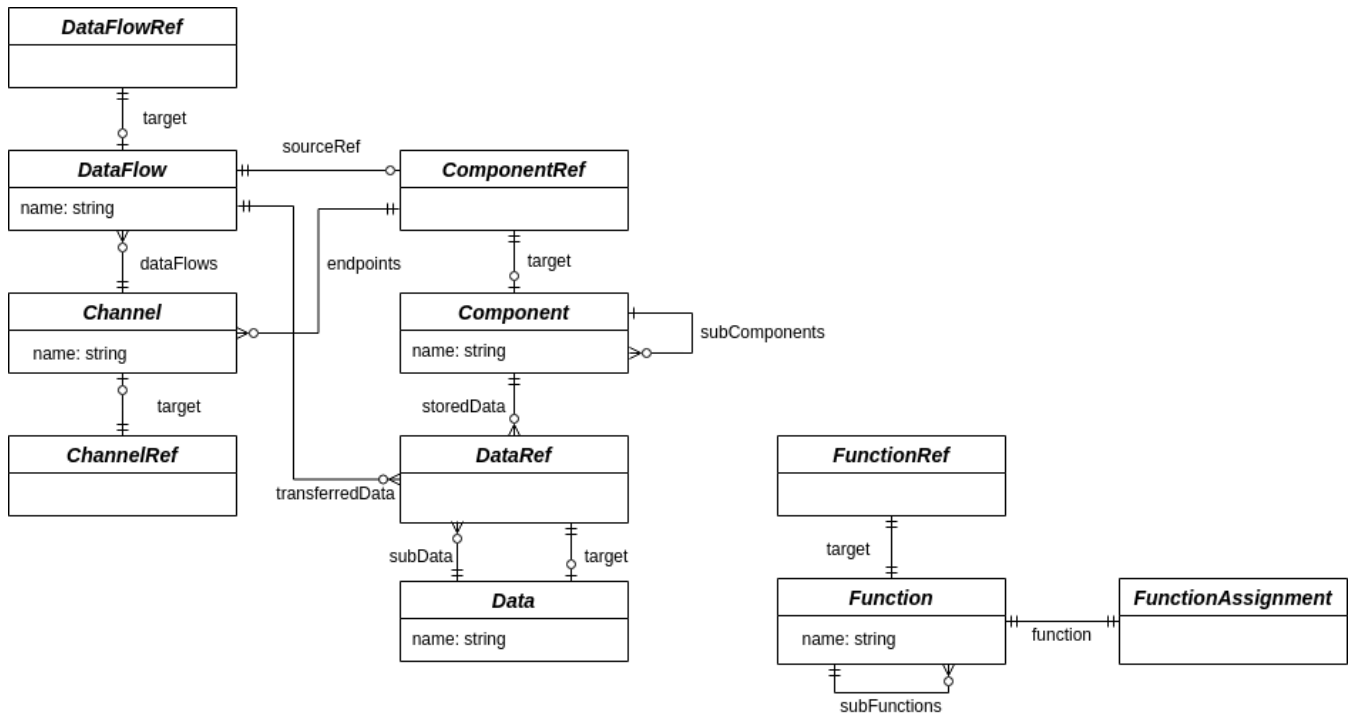 DataFlowRef
target
sourceRef
DataFlow
name: string
ComponentRef
dataFlows
endpoints
target
Channel
name: string
Component
name: string
subComponents
target
storedData
ChannelRef
DataRef
FunctionRef
transferredData
subData
target
target
Data
name: string
Function
name: string
function
FunctionAssignment
subFunctions